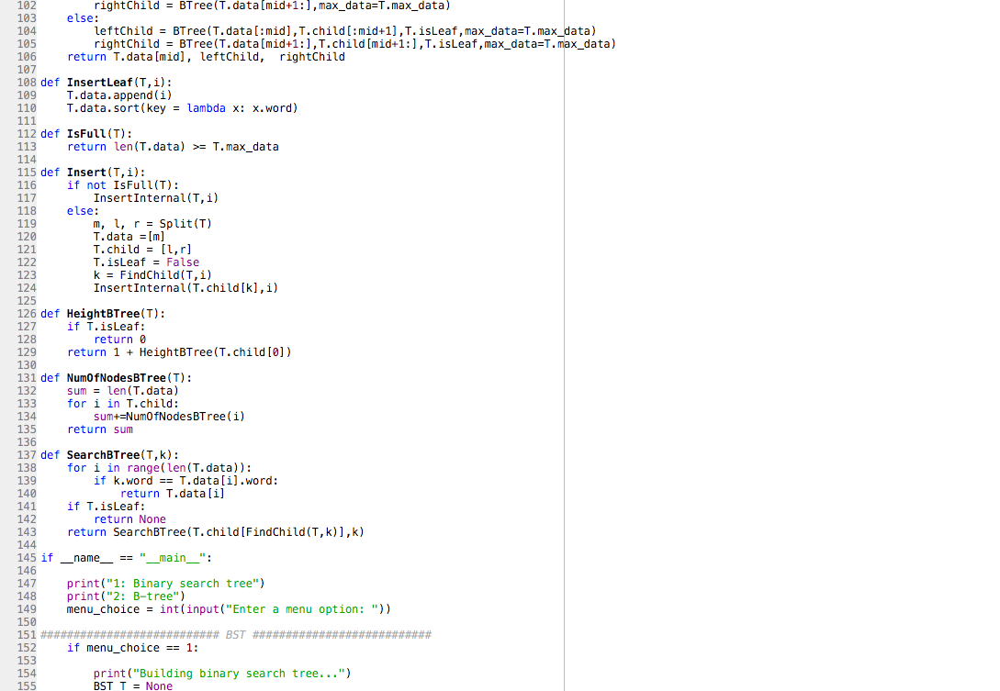 102         rightChild = BTree(T.data[mid+1:],max_data=T.max_data)
103     else:
104         leftChild = BTree(T.data[:mid],T.child[:mid+1],T.isLeaf,max_data=T.max_data)
105         rightChild = BTree(T.data[mid+1:],T.child[mid+1:],T.isLeaf,max_data=T.max_data)
106     return T.data[mid], leftChild,  rightChild
107
108 def InsertLeaf(T,i):
109     T.data.append(i)
110     T.data.sort(key = lambda x: x.word)
111
112 def IsFull(T):
113     return len(T.data) >= T.max_data
114
115 def Insert(T,i):
116     if not IsFull(T):
117         InsertInternal(T,i)
118     else:
119         m, l, r = Split(T)
120         T.data =[m]
121         T.child = [l,r]
122         T.isLeaf = False
123         k = FindChild(T,i)
124         InsertInternal(T.child[k],i)
125
126 def HeightBTree(T):
127     if T.isLeaf:
128         return 0
129     return 1 + HeightBTree(T.child[0])
130
131 def NumOfNodesBTree(T):
132     sum = len(T.data)
133     for i in T.child:
134         sum+=NumOfNodesBTree(i)
135     return sum
136
137 def SearchBTree(T,k):
138     for i in range(len(T.data)):
139         if k.word == T.data[i].word:
140             return T.data[i]
141     if T.isLeaf:
142         return None
143     return SearchBTree(T.child[FindChild(T,k)],k)
144
145 if __name__ == "__main__":
146
147     print("1: Binary search tree")
148     print("2: B-tree")
149     menu_choice = int(input("Enter a menu option: "))
150
151 ########################### BST ###########################
152     if menu_choice == 1:
153
154         print("Building binary search tree...")
155         BST_T = None